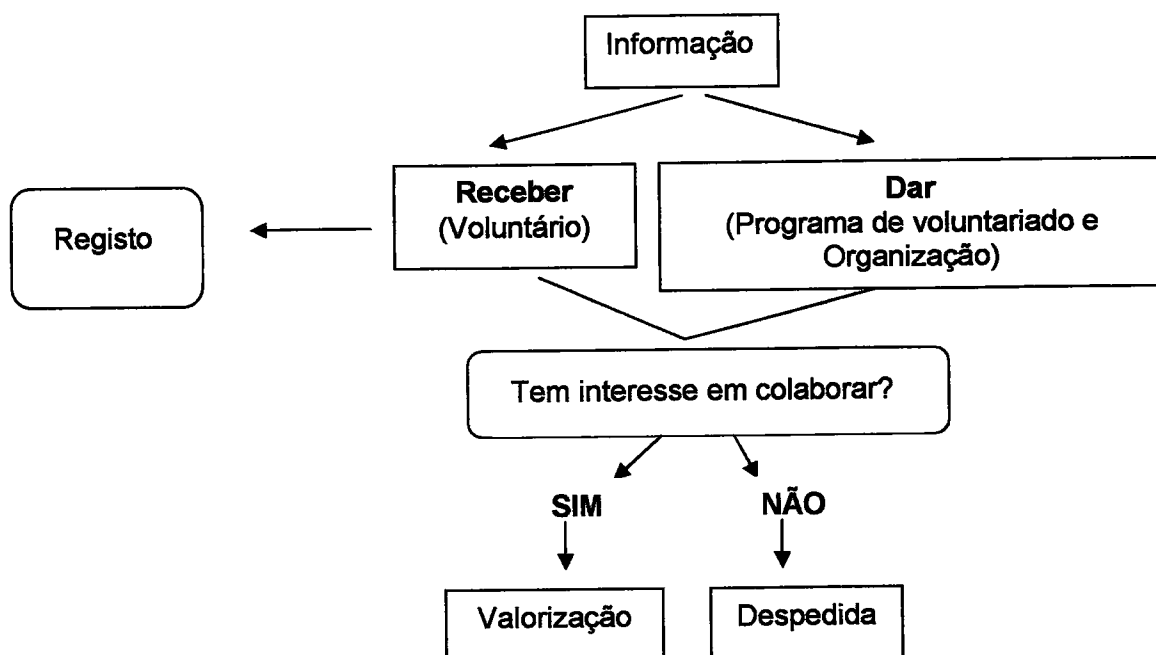 Informação
Receber
(Voluntário)
Dar
(Programa de voluntariado e
Organização)
Registo
Tem interesse em colaborar?
SIM
NÃO
Valorização
Despedida